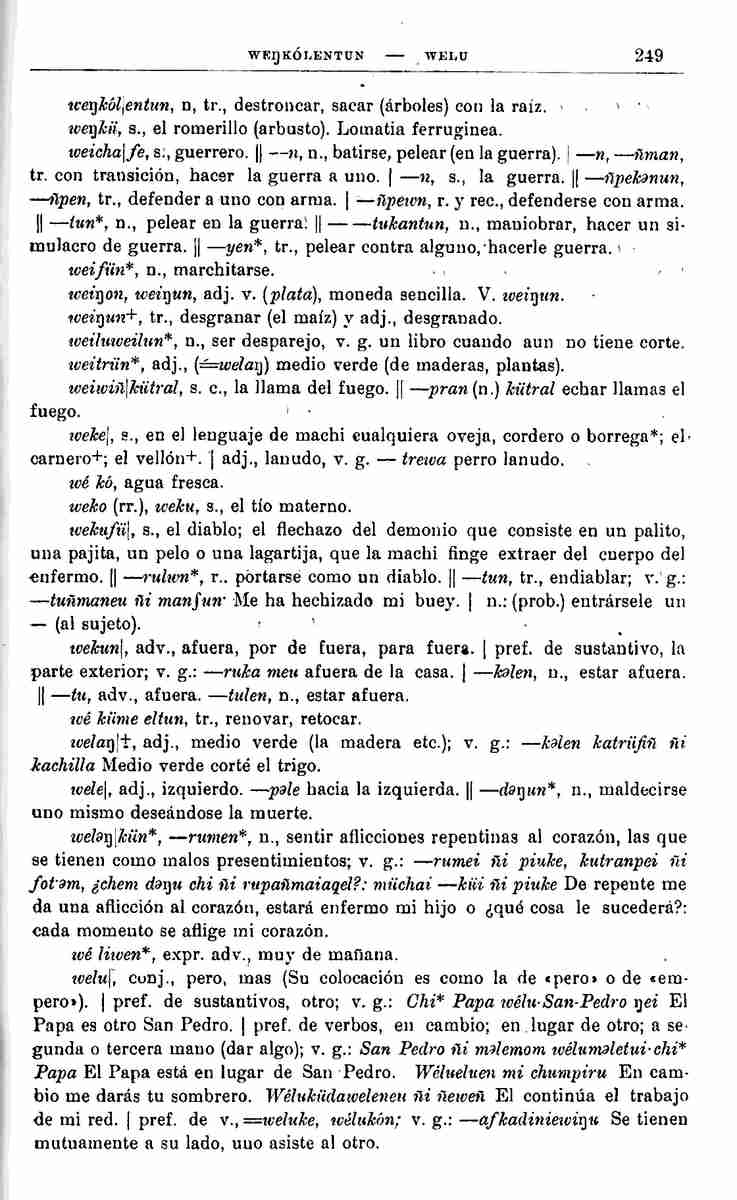 WEŊKÓLENTUN — WELU 249
weŋkól¡entun, n, tr., destroncar, sacar (árboles) con la raíz.
weŋkü, s., el romerillo (arbusto). Lomatia ferruginea.
weicha|fe, s., guerrero. || —n, n., batirse, pelear (en la guerra). | —n, —ñman,
tr. con transición, hacer la guerra a uno. | —n, s., la guerra. || —ñpekənun,
—ñpen, tr., defender a uno con arma. | —ñpewn, r. y rec., defenderse con arma.
|| —tun*, n., pelear en la guerra. || — —tukantun, n., maniobrar, hacer un si-
mulacro de guerra. || —yen*, tr., pelear contra alguno, hacerle guerra.
weifün*, n., marchitarse.
weiŋon, weiŋun, adj. v. (plata), moneda sencilla. V. weiŋun.
weiŋun+, tr., desgranar (el maíz) y adj., desgranado.
weiluweilun*, n., ser desparejo, v. g. un libro cuando aun no tiene corte.
weitrün*, adj., (=welaŋ) medio verde (de maderas, plantas).
weiwiñ|kütral, s. c., la llama del fuego. || —pran (n.) kütral echar llamas el
fuego.
weke|, s., en el lenguaje de machi cualquiera oveja, cordero o borrega*; el
carnero+; el vellón+. | adj., lanudo, v. g. — trewa perro lanudo.
wé kó, agua fresca.
weko (rr.), weku, s., el tío materno.
wekufü|, s., el diablo; el flechazo del demonio que consiste en un palito,
una pajita, un pelo o una lagartija, que la machi finge extraer del cuerpo del
enfermo. || —rulwn*, r.. portarse como un diablo. || —tun, tr., endiablar; v. g.:
—tuñmaneu ñi manʃun Me ha hechizado mi buey. | n.: (prob.) entrársele un
— (al sujeto).
wekun|, adv., afuera, por de fuera, para fuera. | pref. de sustantivo, la
parte exterior; v. g.: —ruka meu afuera de la casa. | —kəlen, n., estar afuera.
|| —tu, adv., afuera. —tulen, n., estar afuera.
wé küme eltun, tr., renovar, retocar.
welaŋ|‡, adj., medio verde (la madera etc.); v. g.: —kəlen katrüfiñ ñi
kachilla Medio verde corté el trigo.
wele|, adj., izquierdo. —pəle hacia la izquierda. || —dəŋun*, n., maldecirse
uno mismo deseándose la muerte.
weləŋ|kün*, —rumen*, n., sentir aflicciones repentinas al corazón, las que
se tienen como malos presentimientos; v. g.: —rumei ñi piuke, kutranpei ñi
fot·əm, ¿chem dəŋu chi ñi rupañmaiaqel?: müchai —küi ñi piuke De repente me
da una aflicción al corazón, estará enfermo mi hijo o ¿qué cosa le sucederá?:
cada momento se aflige mi corazón.
wé liwen*, expr. adv., muy de mañana.
welu|, conj., pero, mas (Su colocación es como la de «pero» o de «em-
pero»). | pref. de sustantivos, otro; v. g.: Chi* Papa wélu-San-Pedro ŋei El
Papa es otro San Pedro. | pref. de verbos, en cambio; en lugar de otro; a se-
gunda o tercera mano (dar algo); v. g.: San Pedro ñi məlemom wéluməletui chi*
Papa El Papa está en lugar de San Pedro. Wélueluen mi chumpiru En cam-
bio me darás tu sombrero. Wéluküdaweleneu ñi ñeweñ El continúa el trabajo
de mi red. | pref. de v., =weluke, wélukón; v. g.: —afkadiniewiŋu Se tienen
mutuamente a su lado, uno asiste al otro.